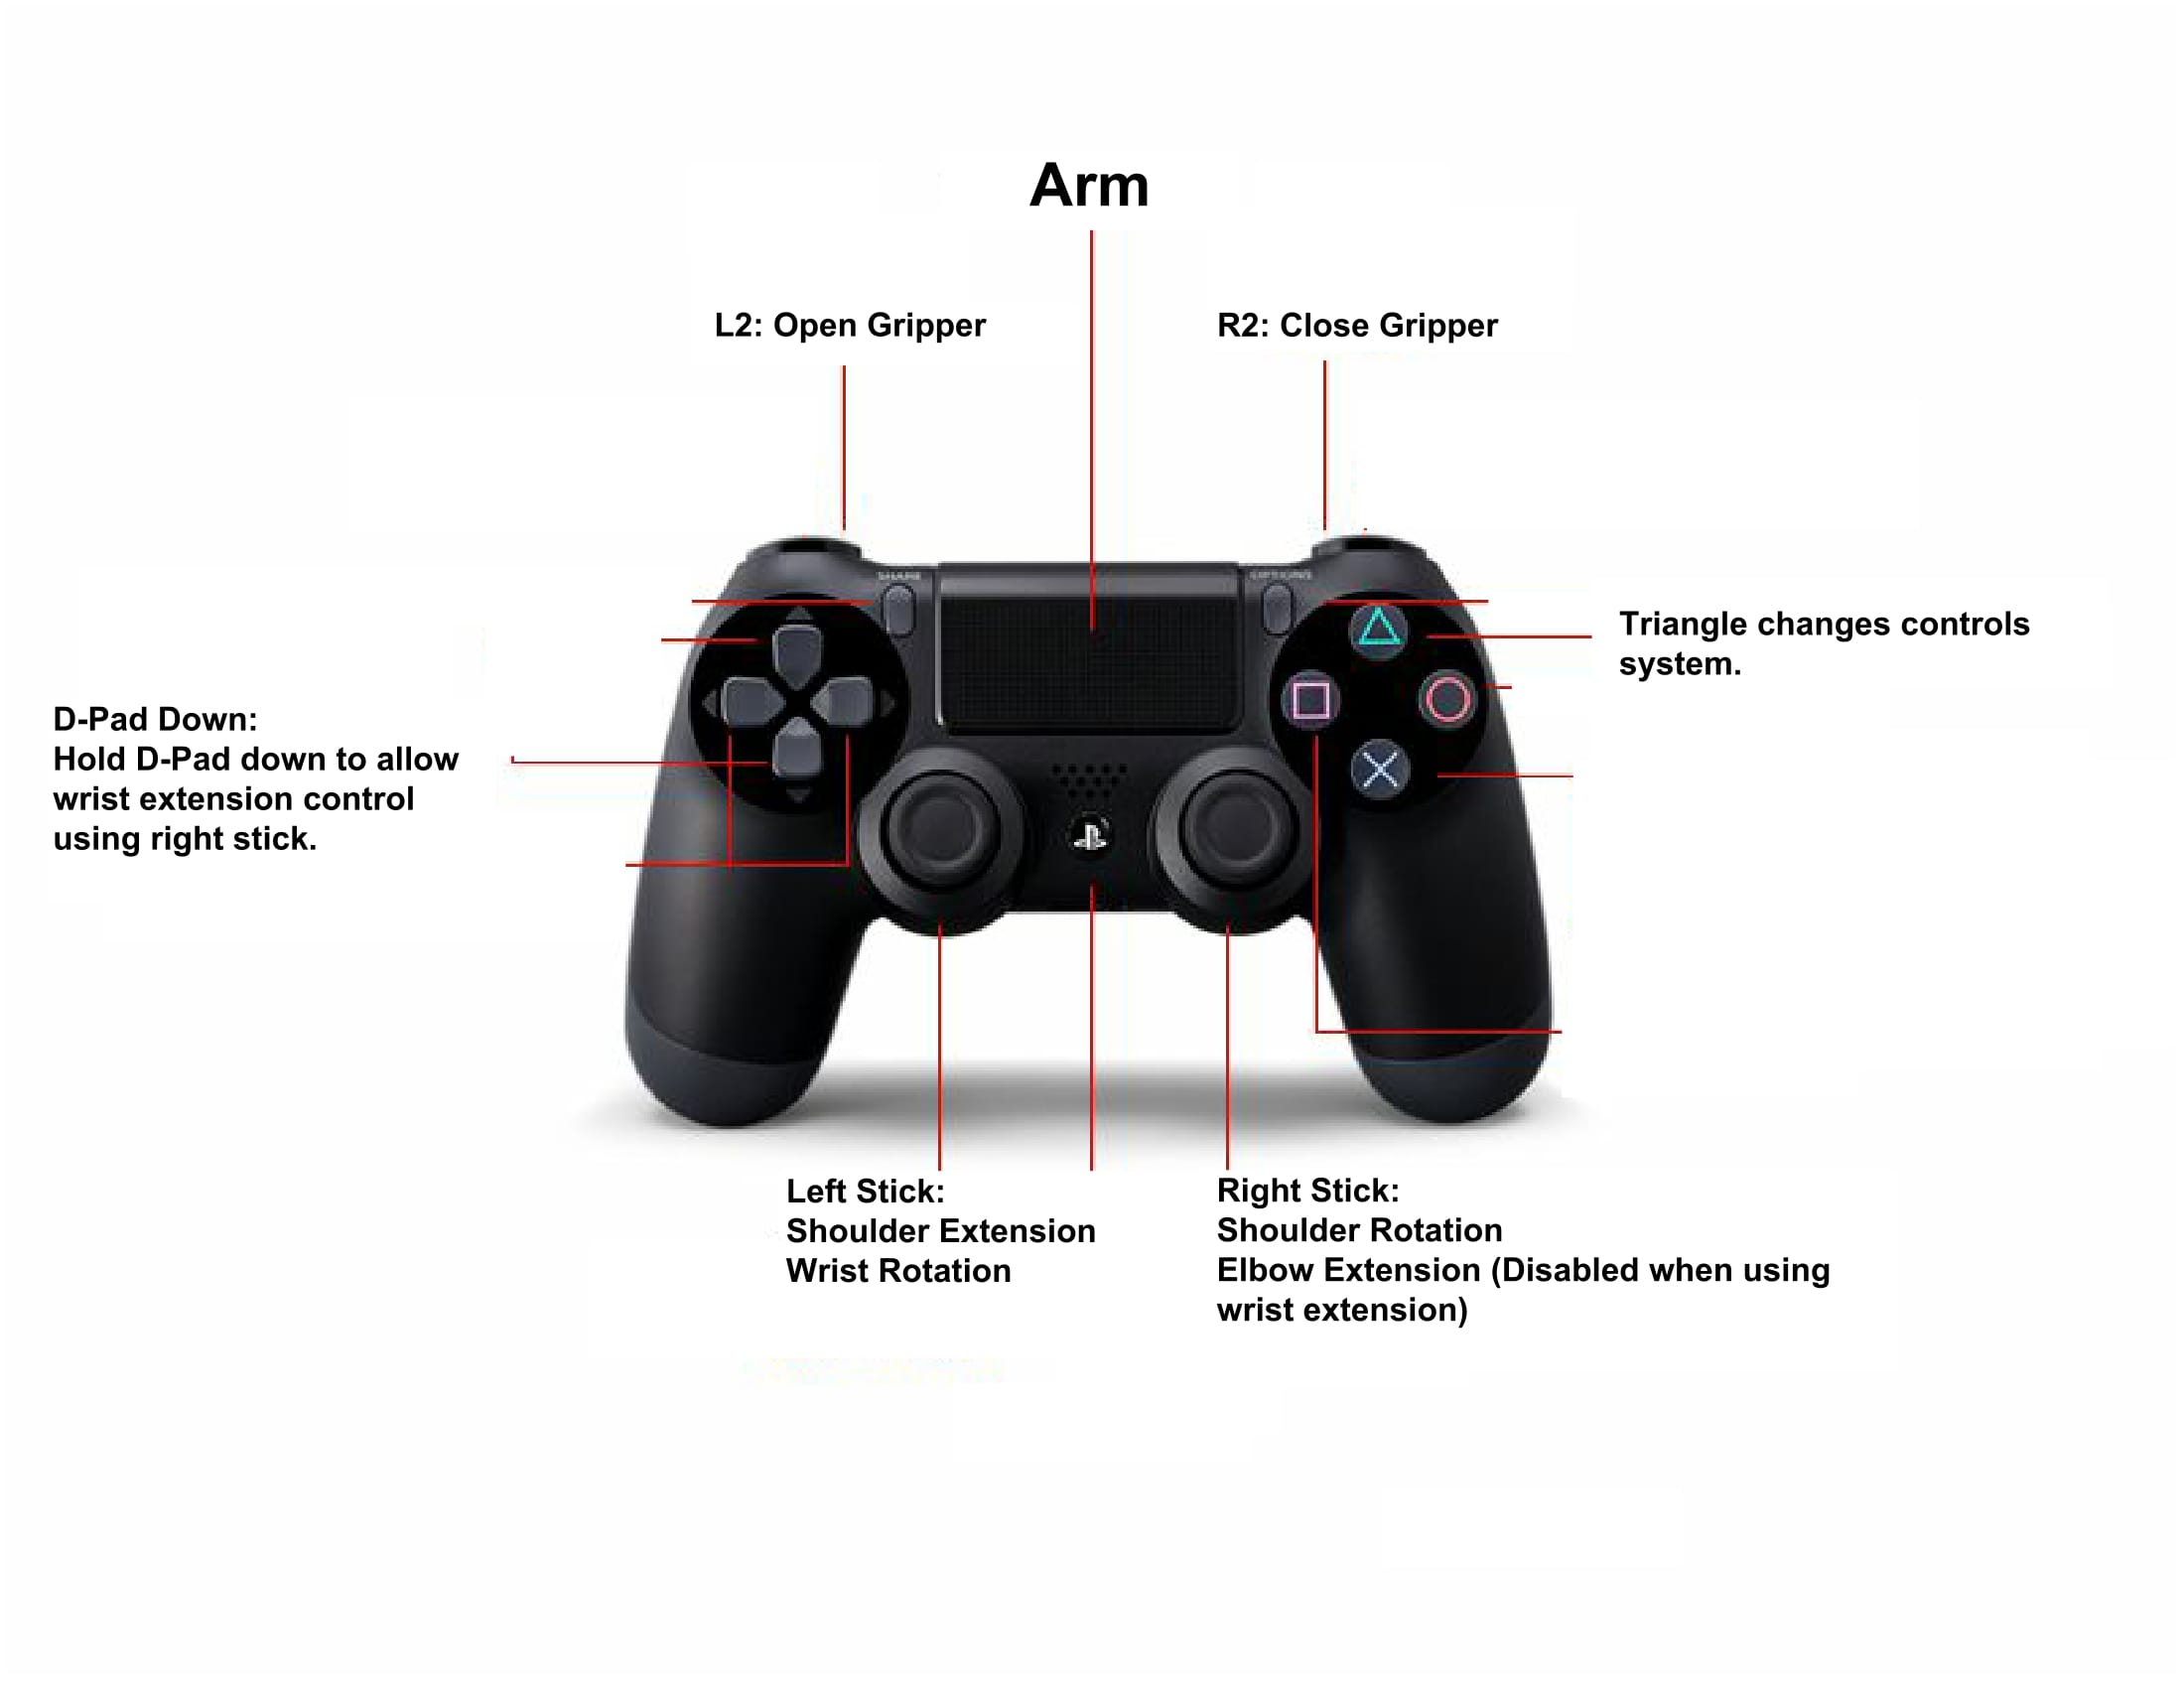 Arm
L2: Open Gripper
R2: Close Gripper
SHARE
OPTIONS
Triangle changes controls
system.
D-Pad Down:
Hold D-Pad down to allow
wrist extension control
using right stick.
Left Stick:
Shoulder Extension
Wrist Rotation
Right Stick:
Shoulder Rotation
Elbow Extension (Disabled when using
wrist extension)